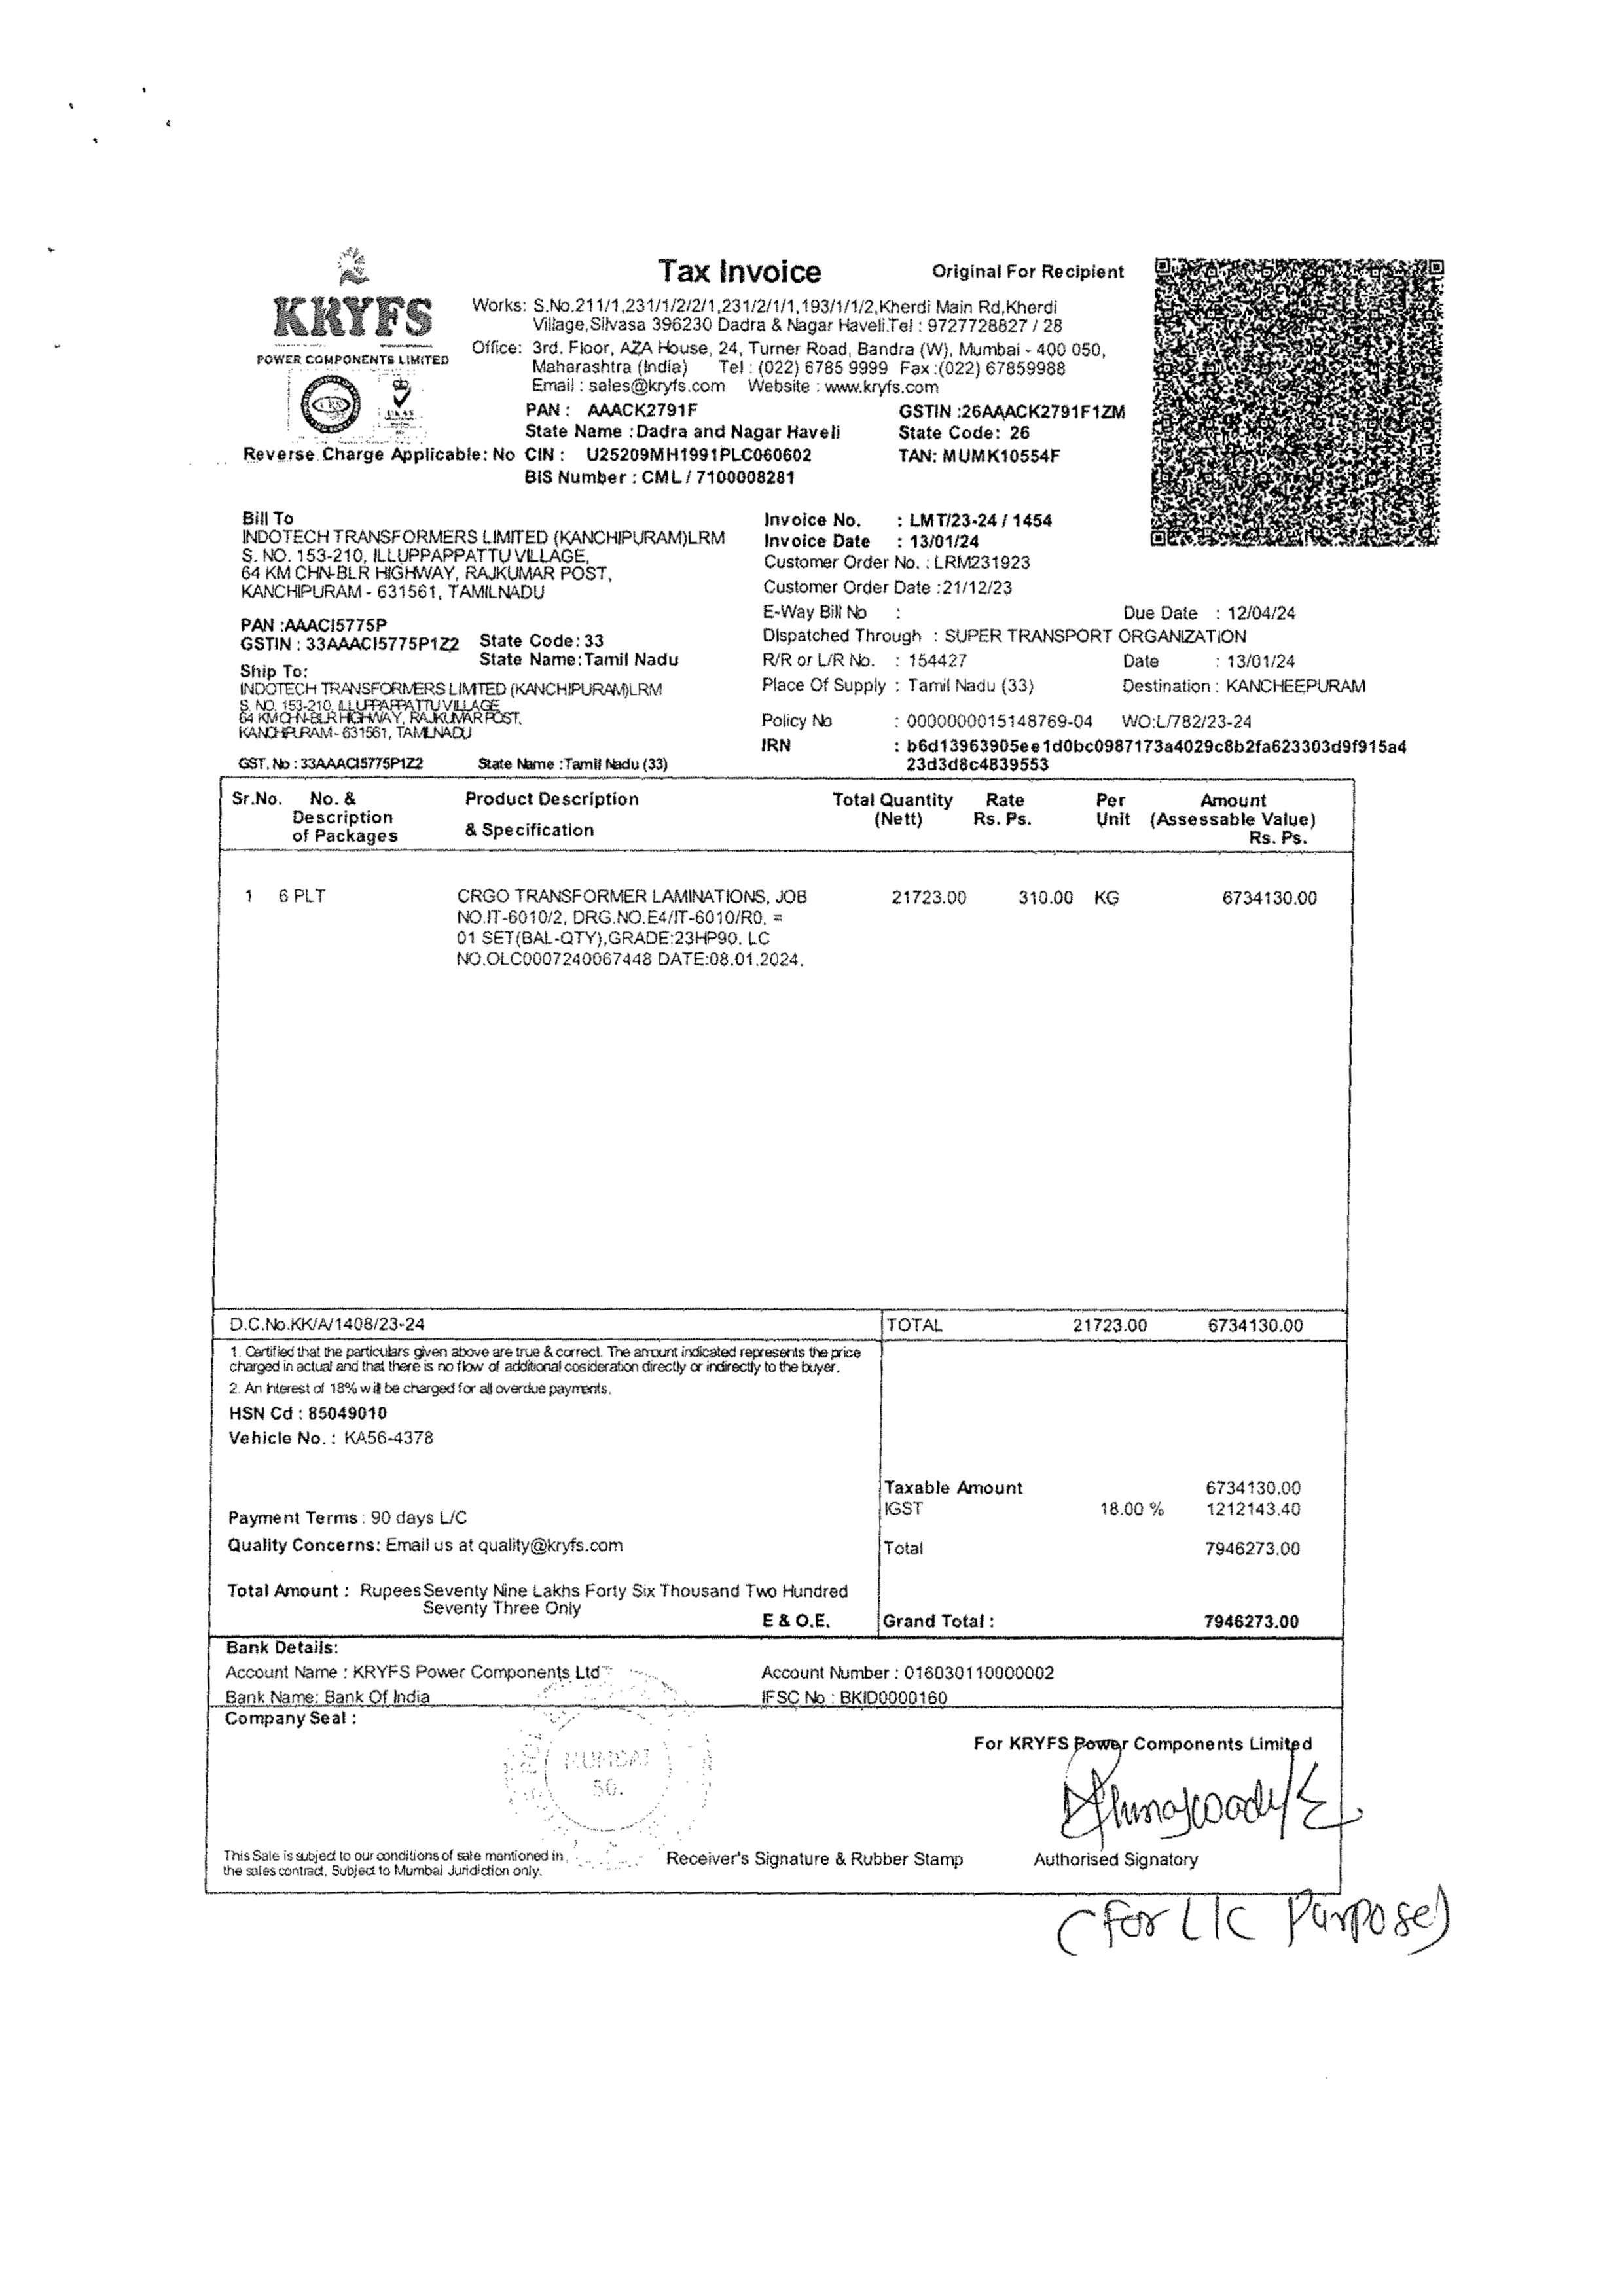 Tax Invoice
Original For Recipient
KRYFS
POWER COMPONENTS LIMITED
Works: S.No.211/1,231/1/2/2/1,231/2/1/1,193/1/1/2,Kherdi Main Rd,Kherdi
Village,Silvasa 396230 Dadra & Nagar Haveli.Tel : 9727728827 / 28
Office: 3rd. Floor, AZA House, 24, Turner Road, Bandra (W), Mumbai - 400 050,
Maharashtra (India) Tel : (022) 6785 9999 Fax :(022) 67859988
Email : sales@kryfs.com Website : www.kryfs.com
PAN : AAACK2791F GSTIN :26AAACK2791F1ZM
State Name :Dadra and Nagar Haveli State Code: 26
Reverse Charge Applicable: No CIN : U25209MH1991PLC060602 TAN: MUMK10554F
BIS Number : CML / 7100008281
Bill To
INDOTECH TRANSFORMERS LIMITED (KANCHIPURAM)LRM
S. NO. 153-210, ILLUPPAPPATTU VILLAGE,
64 KM CHN-BLR HIGHWAY, RAJKUMAR POST,
KANCHIPURAM - 631561, TAMILNADU
PAN :AAACI5775P
GSTIN : 33AAACI5775P1Z2 State Code: 33
State Name:Tamil Nadu
Ship To:
INDOTECH TRANSFORMERS LIMITED (KANCHIPURAM)LRM
S. NO. 153-210, ILLUPPAPPATTU VILLAGE,
64 KM CHN-BLR HIGHWAY, RAJKUMAR POST,
KANCHIPURAM - 631561, TAMILNADU
GST. No : 33AAACI5775P1Z2 State Name :Tamil Nadu (33)
Invoice No. : LMT/23-24 / 1454
Invoice Date : 13/01/24
Customer Order No. : LRM231923
Customer Order Date :21/12/23
E-Way Bill No : Due Date : 12/04/24
Dispatched Through : SUPER TRANSPORT ORGANIZATION
R/R or L/R No. : 154427 Date : 13/01/24
Place Of Supply : Tamil Nadu (33) Destination : KANCHEEPURAM
Policy No : 0000000015148769-04 WO:L/782/23-24
IRN : b6d13963905ee1d0bc0987173a4029c8b2fa623303d9f915a4
23d3d8c4839553
Sr.No. No. & Product Description Total Quantity Rate Per Amount
Description (Nett) Rs. Ps. Unit (Assessable Value)
of Packages & Specification Rs. Ps.
1 6 PLT CRGO TRANSFORMER LAMINATIONS, JOB 21723.00 310.00 KG 6734130.00
NO.IT-6010/2, DRG.NO.E4/IT-6010/R0, =
01 SET(BAL-QTY),GRADE:23HP90. LC
NO.OLC0007240067448 DATE:08.01.2024.
D.C.No.KK/A/1408/23-24 TOTAL 21723.00 6734130.00
1. Certified that the particulars given above are true & correct. The amount indicated represents the price
charged in actual and that there is no flow of additional cosideration directly or indirectly to the buyer.
2. An Interest of 18% will be charged for all overdue payments.
HSN Cd : 85049010
Vehicle No. : KA56-4378
Taxable Amount 6734130.00
IGST 18.00 % 1212143.40
Payment Terms : 90 days L/C
Quality Concerns: Email us at quality@kryfs.com
Total 7946273.00
Total Amount : Rupees Seventy Nine Lakhs Forty Six Thousand Two Hundred
Seventy Three Only
E & O.E. Grand Total : 7946273.00
Bank Details:
Account Name : KRYFS Power Components Ltd Account Number : 016030110000002
Bank Name: Bank Of India IFSC No : BKID0000160
Company Seal :
MUMBAI
50.
For KRYFS Power Components Limited
This Sale is subject to our conditions of sale mentioned in
the sales contract. Subject to Mumbai Juridiction only.
Receiver's Signature & Rubber Stamp Authorised Signatory
(For L/C Purpose)